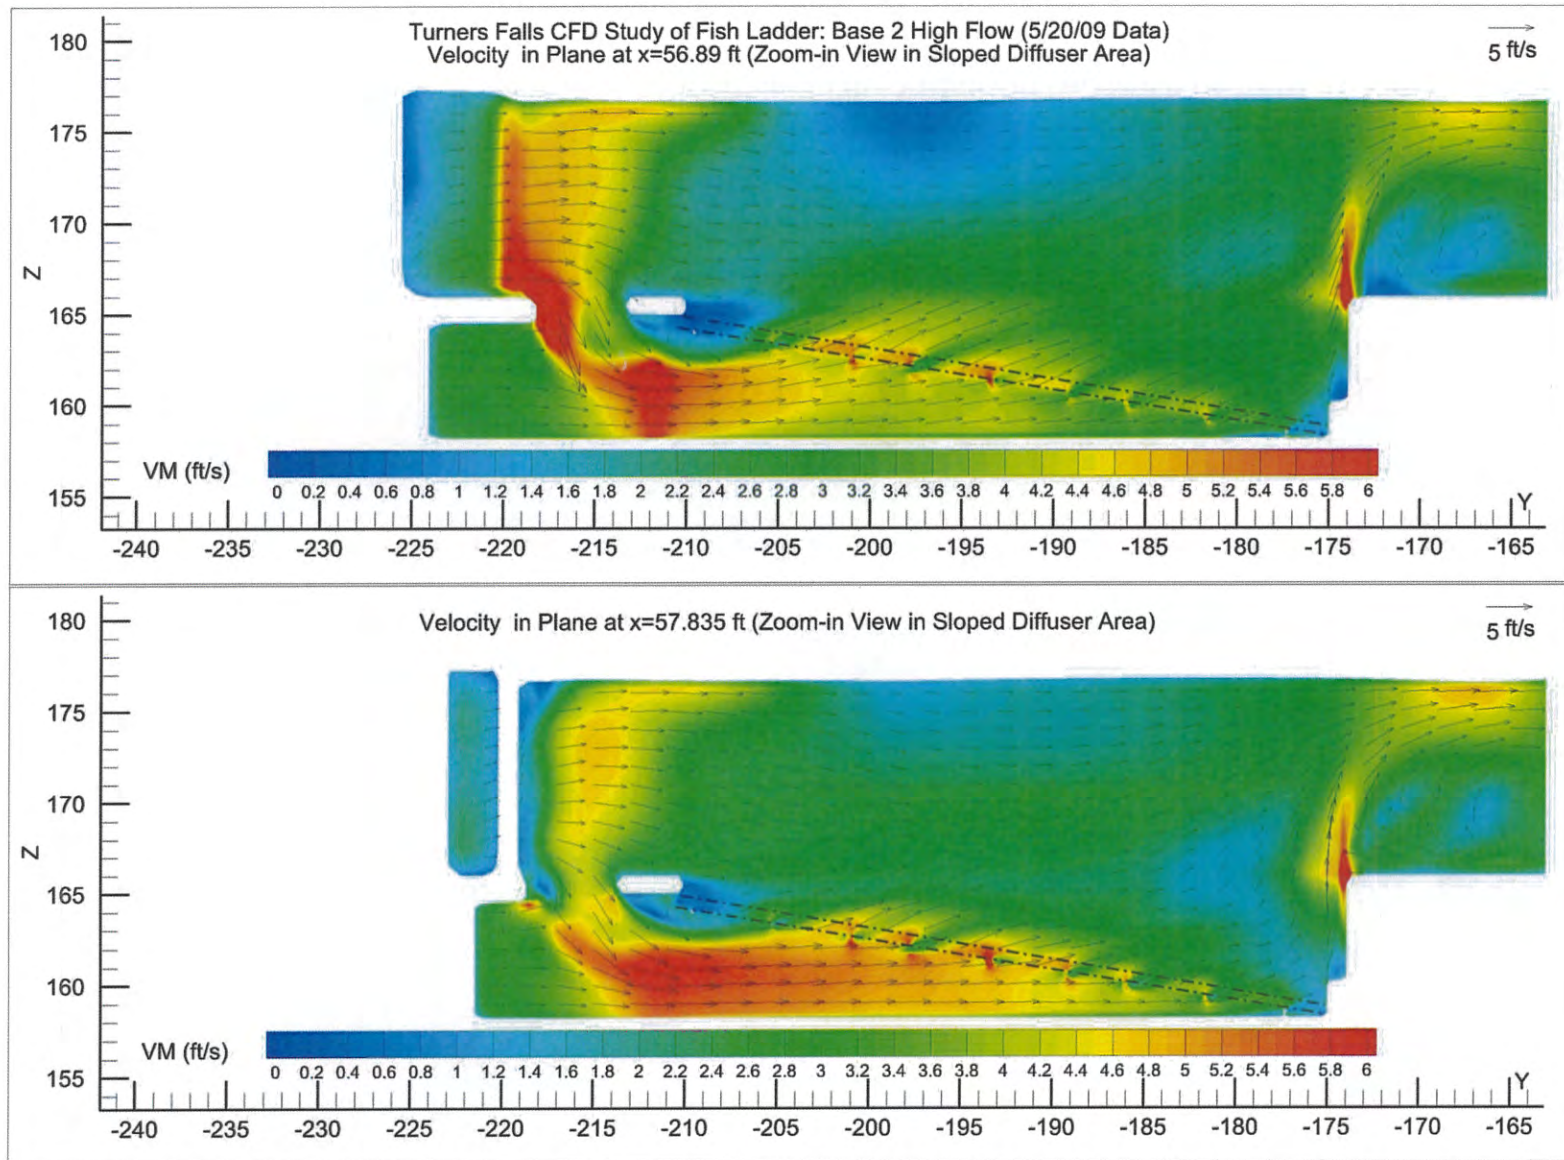 Turners Falls CFD Study of Fish Ladder: Base 2 High Flow (5/20/09 Data)
Velocity in Plane at x=56.89 ft (Zoom-in View in Sloped Diffuser Area)
5 ft/s
180
175
170
Z
165
160
155
VM (ft/s)
0 0.2 0.4 0.6 0.8 1 1.2 1.4 1.6 1.8 2 2.2 2.4 2.6 2.8 3 3.2 3.4 3.6 3.8 4 4.2 4.4 4.6 4.8 5 5.2 5.4 5.6 5.8 6
Y
-240 -235 -230 -225 -220 -215 -210 -205 -200 -195 -190 -185 -180 -175 -170 -165
Velocity in Plane at x=57.835 ft (Zoom-in View in Sloped Diffuser Area)
5 ft/s
180
175
170
Z
165
160
155
VM (ft/s)
0 0.2 0.4 0.6 0.8 1 1.2 1.4 1.6 1.8 2 2.2 2.4 2.6 2.8 3 3.2 3.4 3.6 3.8 4 4.2 4.4 4.6 4.8 5 5.2 5.4 5.6 5.8 6
Y
-240 -235 -230 -225 -220 -215 -210 -205 -200 -195 -190 -185 -180 -175 -170 -165